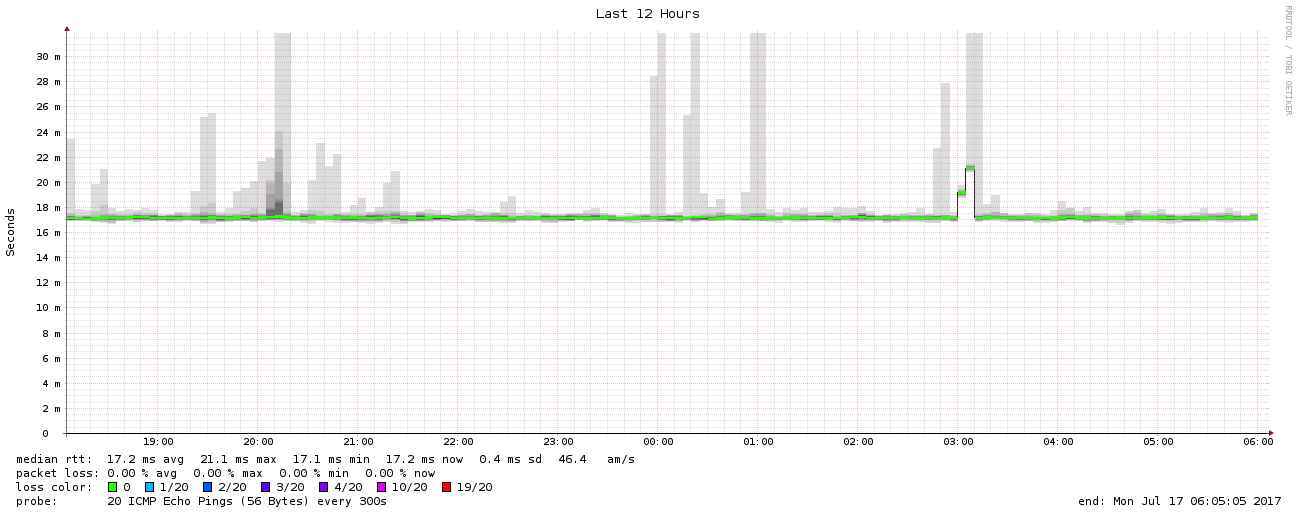 Last 12 Hours
RRDTOOL / TOBI OETIKER
Seconds
30 m
28 m
26 m
24 m
22 m
20 m
18 m
16 m
14 m
12 m
10 m
8 m
6 m
4 m
2 m
0
19:00 20:00 21:00 22:00 23:00 00:00 01:00 02:00 03:00 04:00 05:00 06:00
median rtt: 17.2 ms avg 21.1 ms max 17.1 ms min 17.2 ms now 0.4 ms sd 46.4 am/s
packet loss: 0.00 % avg 0.00 % max 0.00 % min 0.00 % now
loss color: 0 1/20 2/20 3/20 4/20 10/20 19/20
probe: 20 ICMP Echo Pings (56 Bytes) every 300s end: Mon Jul 17 06:05:05 2017